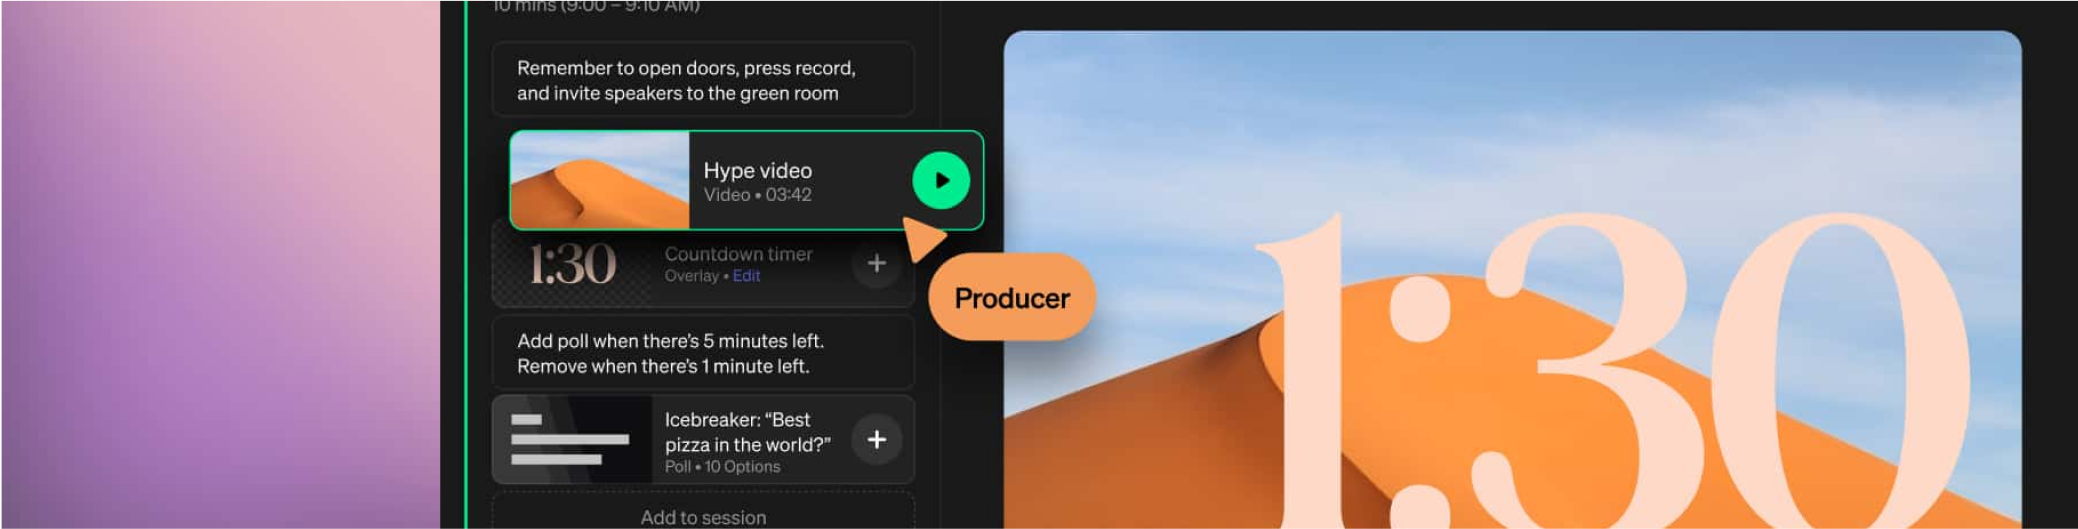 10 mins (9:00 – 9:10 AM)
Remember to open doors, press record,
and invite speakers to the green room
Hype video
Video • 03:42
1:30
Countdown timer
Overlay • Edit
Producer
Add poll when there’s 5 minutes left.
Remove when there’s 1 minute left.
Icebreaker: “Best
pizza in the world?”
Poll • 10 Options
Add to session
1:30